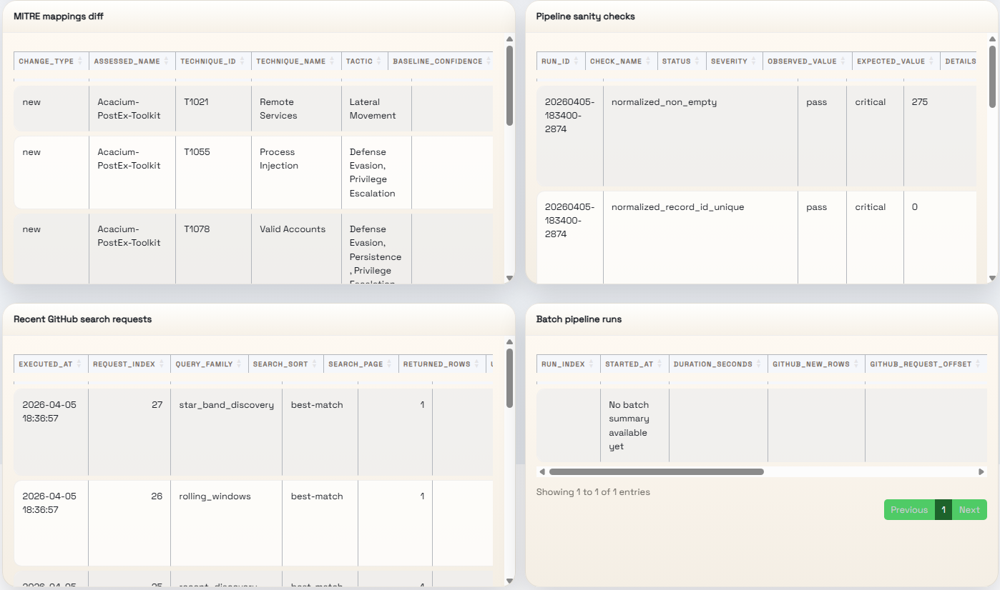 MITRE mappings diff
CHANGE_TYPE ASSESSED_NAME TECHNIQUE_ID TECHNIQUE_NAME TACTIC BASELINE_CONFIDENCE
new Acacium- T1021 Remote Lateral
PostEx-Toolkit Services Movement
new Acacium- T1055 Process Defense
PostEx-Toolkit Injection Evasion,
Privilege
Escalation
new Acacium- T1078 Valid Accounts Defense
PostEx-Toolkit Evasion,
Persistence
, Privilege
Escalation
Pipeline sanity checks
RUN_ID CHECK_NAME STATUS SEVERITY OBSERVED_VALUE EXPECTED_VALUE DETAILS
20260405- normalized_non_empty pass critical 275
183400-
2874
20260405- normalized_record_id_unique pass critical 0
183400-
2874
Recent GitHub search requests
EXECUTED_AT REQUEST_INDEX QUERY_FAMILY SEARCH_SORT SEARCH_PAGE RETURNED_ROWS
2026-04-05 27 star_band_discovery best-match 1
18:36:57
2026-04-05 26 rolling_windows best-match 1
18:36:57
2026-04-05 25 recent_discovery best-match 1
Batch pipeline runs
RUN_INDEX STARTED_AT DURATION_SECONDS GITHUB_NEW_ROWS GITHUB_REQUEST_OFFSET
No batch
summary
available
yet
Showing 1 to 1 of 1 entries
Previous 1 Next